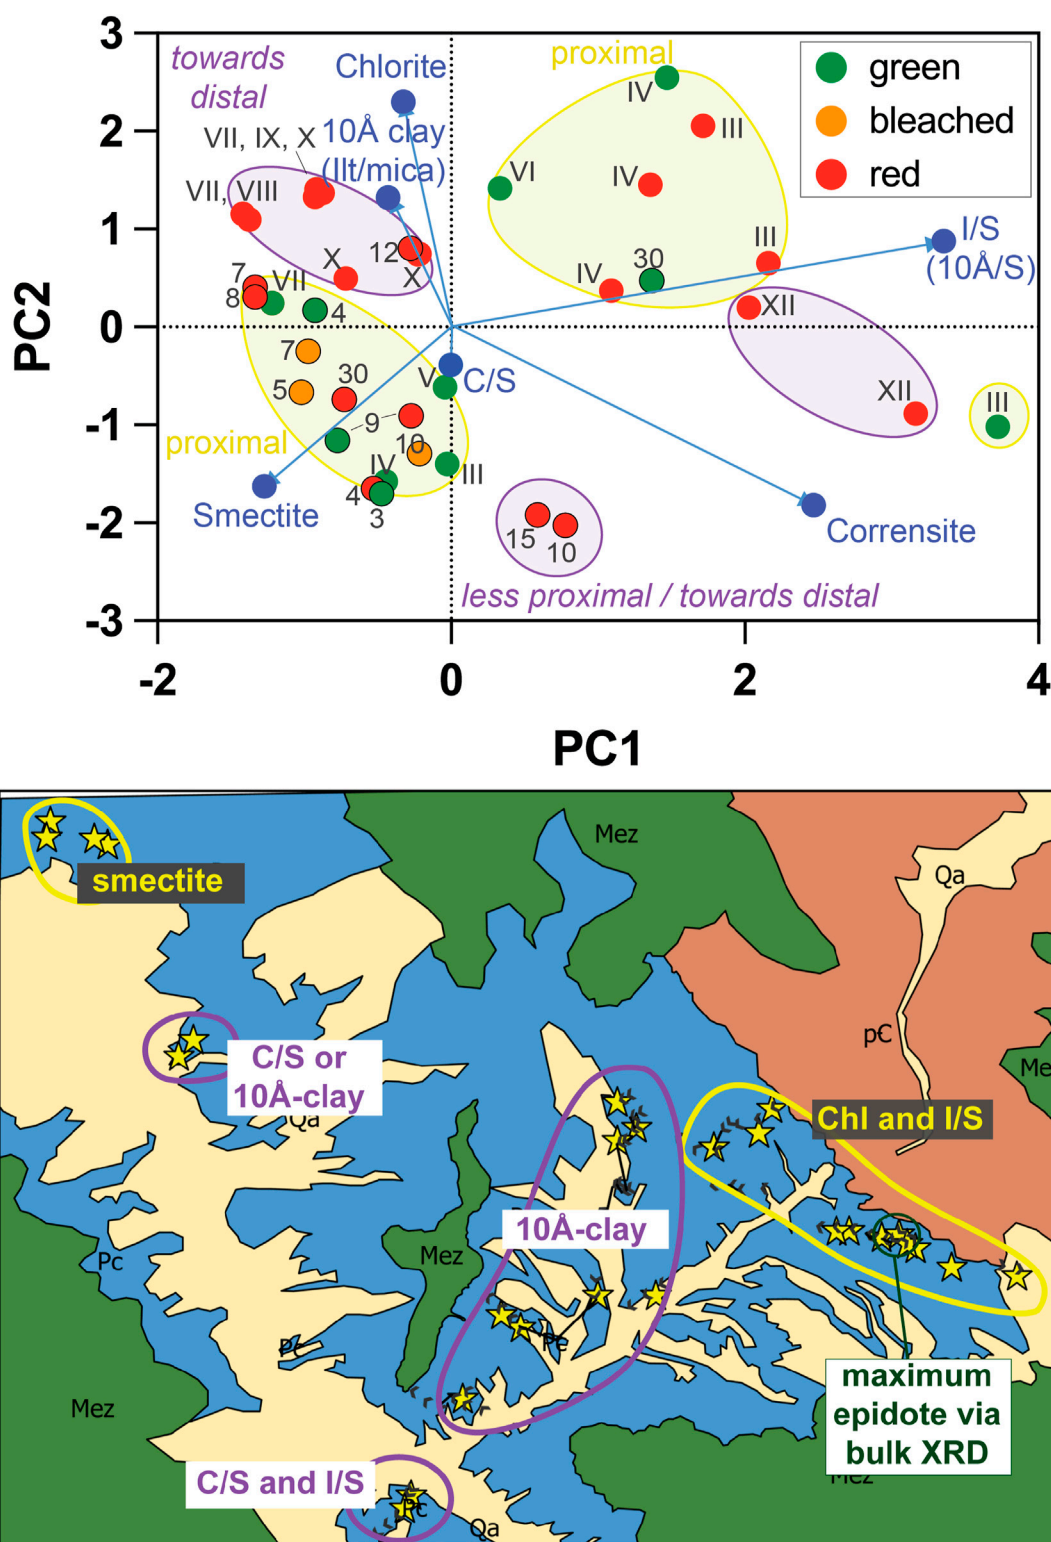 3
2
1
0
-1
-2
-3
PC2
towards
distal
Chlorite
10Å clay
(Ilt/mica)
VII, IX, X
VII, VIII
X
12
X
proximal
IV
III
VI
IV
III
30
IV
green
bleached
red
I/S
(10Å/S)
7
VII
8
4
7
5
30
V
C/S
9
10
proximal
IV
III
4
3
Smectite
XII
XII
III
15
10
Corrensite
less proximal / towards distal
-2
0
2
4
PC1
Mez
Qa
smectite
pЄ
Me
C/S or
10Å-clay
Qa
Chl and I/S
10Å-clay
Pc
Mez
Pc
Pc
Mez
maximum
epidote via
bulk XRD
Mez
C/S and I/S
Pc
Qa